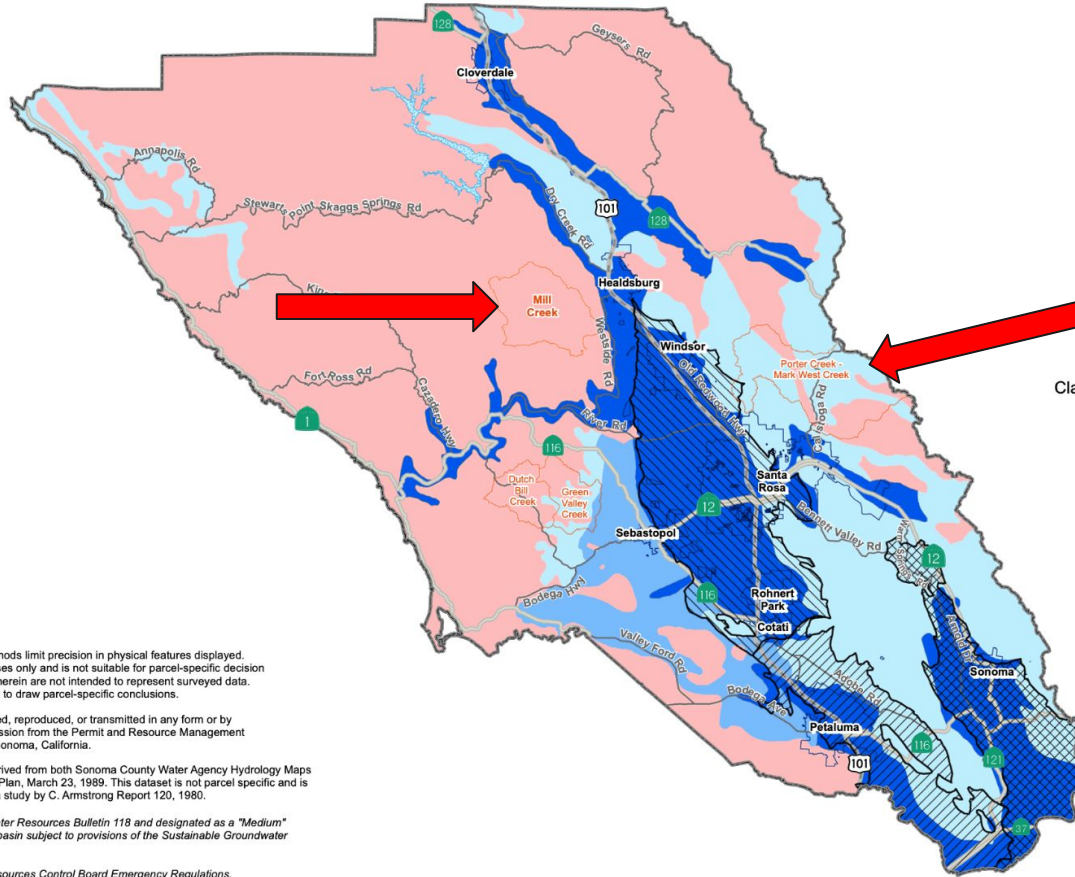 128
Geysers Rd
Cloverdale
Annapolis Rd
Stewarts Point Skaggs Springs Rd
Dry Creek Rd
101
128
Healdsburg
Mill
Creek
Westside Rd
Windsor
Old Redwood Hwy
Porter Creek -
Mark West Creek
Calistoga Rd
Fort Ross Rd
Cazadero Hwy
1
River Rd
116
Dutch
Bill
Creek
Green
Valley
Creek
Santa
Rosa
12
Sebastopol
Bennett Valley Rd
12
Bodega Hwy
116
Rohnert
Park
Cotati
Valley Ford Rd
Arnold Dr
Sonoma
Adobe Rd
Bodega Ave
Petaluma
116
121
101
37
Cla
nods limit precision in physical features displayed.
ses only and is not suitable for parcel-specific decision
herein are not intended to represent surveyed data.
to draw parcel-specific conclusions.
ed, reproduced, or transmitted in any form or by
ission from the Permit and Resource Management
onoma, California.
rived from both Sonoma County Water Agency Hydrology Maps
Plan, March 23, 1989. This dataset is not parcel specific and is
study by C. Armstrong Report 120, 1980.
ter Resources Bulletin 118 and designated as a "Medium"
basin subject to provisions of the Sustainable Groundwater
sources Control Board Emergency Regulations.